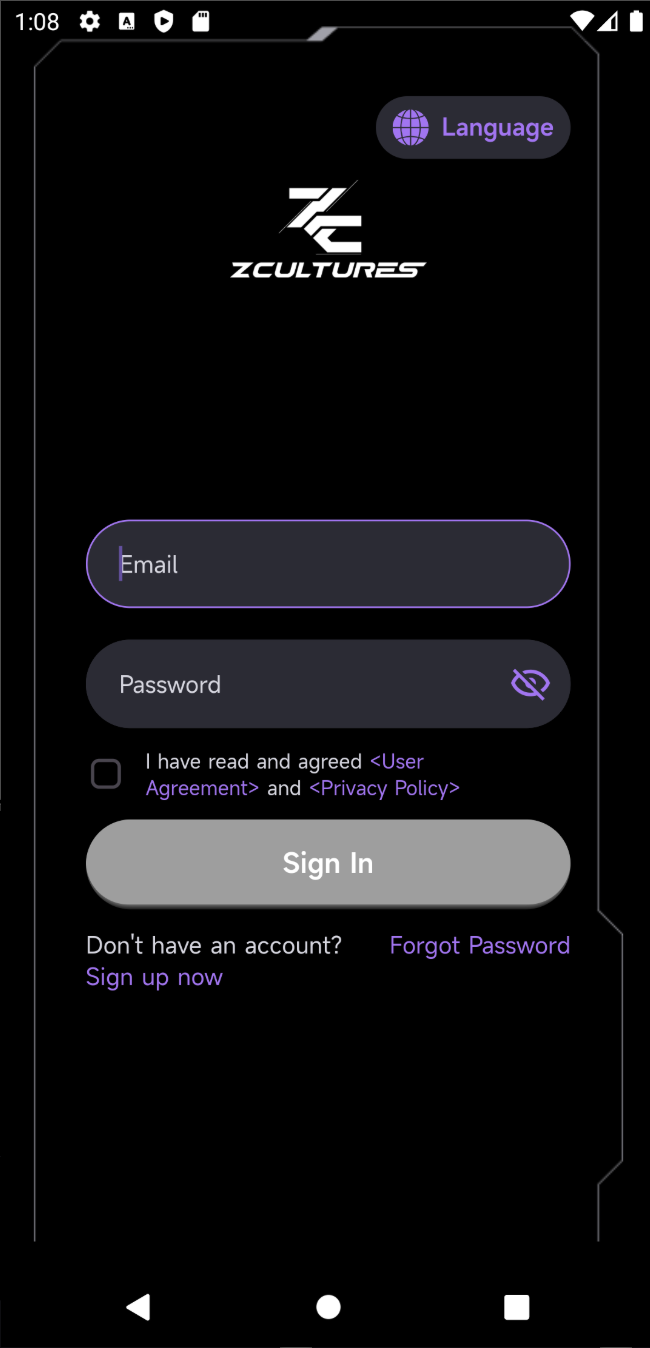 1:08
A
Language
ZC
ZCULTURES
Email
Password
I have read and agreed <User
Agreement> and <Privacy Policy>
Sign In
Don't have an account?
Forgot Password
Sign up now